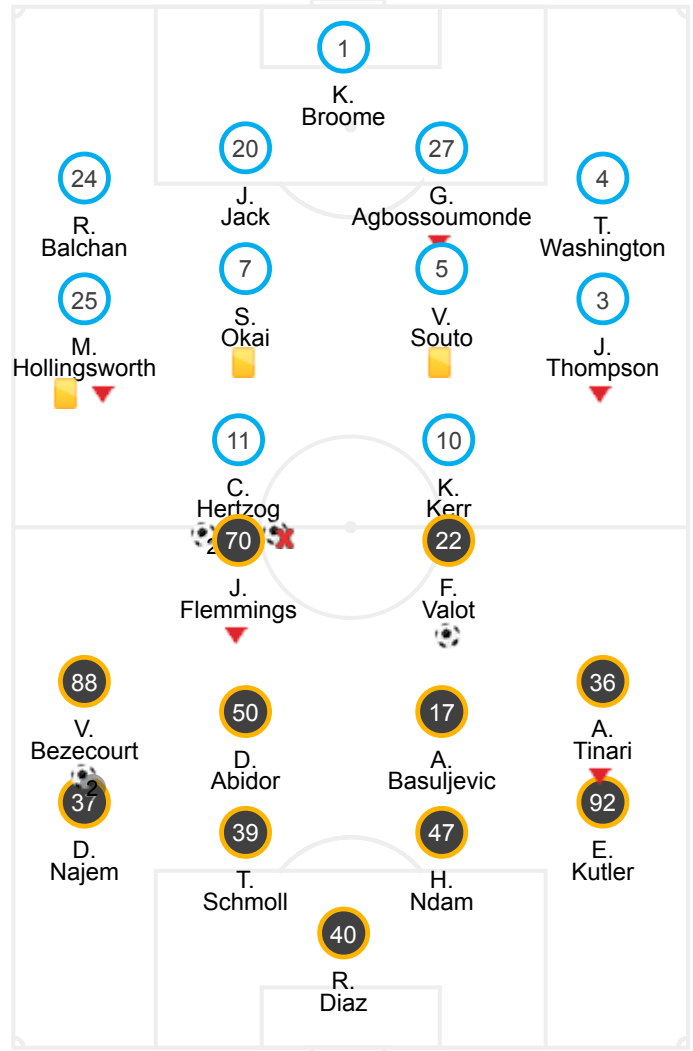 1
K.
Broome
20
27
J.
Jack
G.
Agbossoumonde
24
4
R.
Balchan
T.
Washington
7
5
S.
Okai
V.
Souto
25
3
M.
Hollingsworth
J.
Thompson
11
10
C.
Hertzog
K.
Kerr
2
70
22
J.
Flemmings
F.
Valot
88
36
V.
Bezecourt
A.
Tinari
50
17
D.
Abidor
A.
Basuljevic
2
37
92
D.
Najem
E.
Kutler
39
47
T.
Schmoll
H.
Ndam
40
R.
Diaz